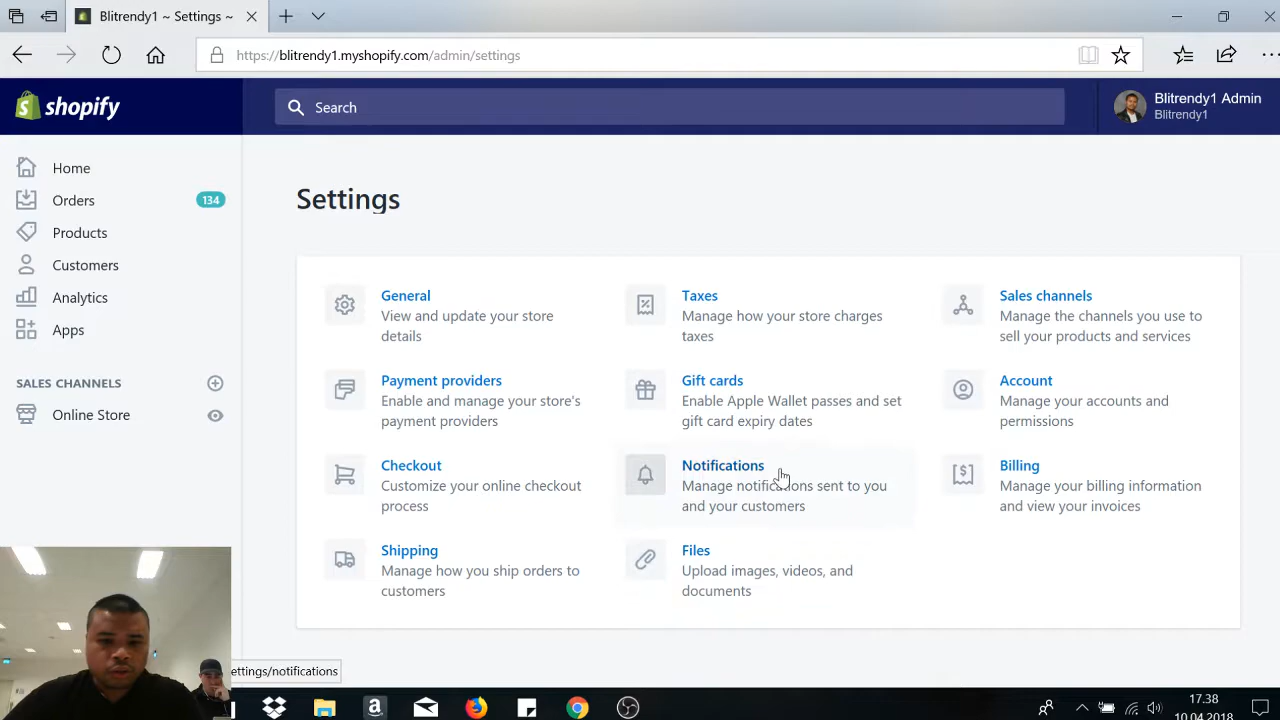 Blitrendy1 ~ Settings ~
https://blitrendy1.myshopify.com/admin/settings
shopify
Search
Blitrendy1 Admin
Blitrendy1
Home
Orders
134
Products
Customers
Analytics
Apps
SALES CHANNELS
Online Store
Settings
General
View and update your store
details
Taxes
Manage how your store charges
taxes
Sales channels
Manage the channels you use to
sell your products and services
Payment providers
Enable and manage your store's
payment providers
Gift cards
Enable Apple Wallet passes and set
gift card expiry dates
Account
Manage your accounts and
permissions
Checkout
Customize your online checkout
process
Notifications
Manage notifications sent to you
and your customers
Billing
Manage your billing information
and view your invoices
Shipping
Manage how you ship orders to
customers
Files
Upload images, videos, and
documents
ettings/notifications
17.38
10.04.2018